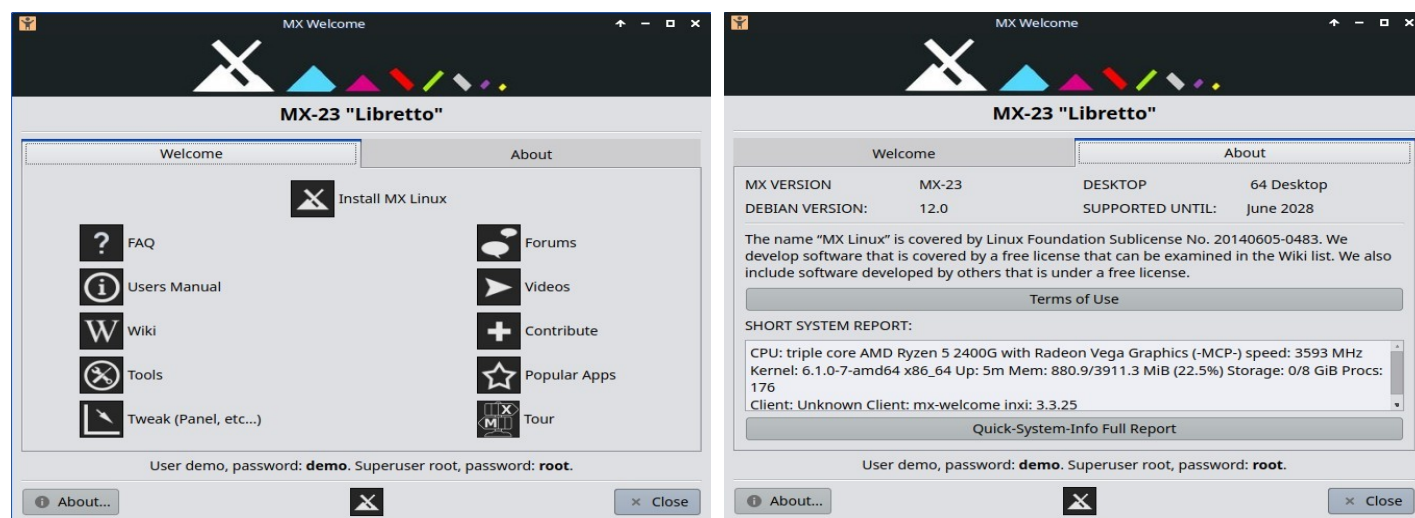 MX Welcome
MX-23 "Libretto"
Welcome About
Install MX Linux
? FAQ Forums
Users Manual Videos
W Wiki Contribute
Tools Popular Apps
Tweak (Panel, etc...) MX Tour
User demo, password: demo. Superuser root, password: root.
About... Close
MX Welcome
MX-23 "Libretto"
Welcome About
MX VERSION MX-23 DESKTOP 64 Desktop
DEBIAN VERSION: 12.0 SUPPORTED UNTIL: June 2028
The name “MX Linux” is covered by Linux Foundation Sublicense No. 20140605-0483. We
develop software that is covered by a free license that can be examined in the Wiki list. We also
include software developed by others that is under a free license.
Terms of Use
SHORT SYSTEM REPORT:
CPU: triple core AMD Ryzen 5 2400G with Radeon Vega Graphics (-MCP-) speed: 3593 MHz
Kernel: 6.1.0-7-amd64 x86_64 Up: 5m Mem: 880.9/3911.3 MiB (22.5%) Storage: 0/8 GiB Procs:
176
Client: Unknown Client: mx-welcome inxi: 3.3.25
Quick-System-Info Full Report
User demo, password: demo. Superuser root, password: root.
About... Close